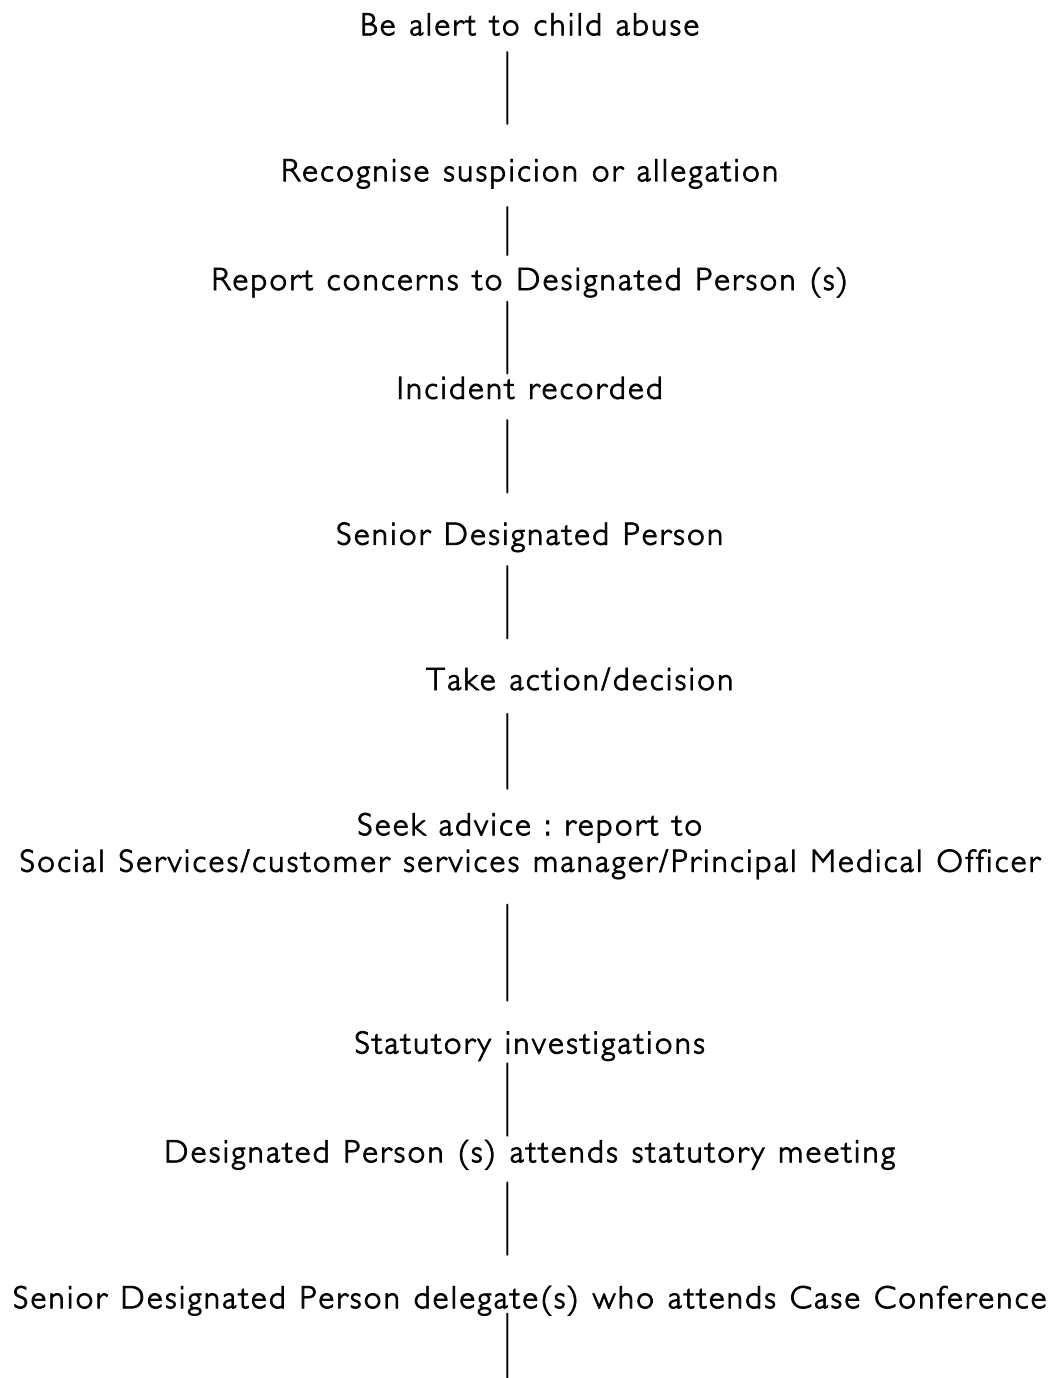 Be alert to child abuse
Recognise suspicion or allegation
Report concerns to Designated Person (s)
Incident recorded
Senior Designated Person
Take action/decision
Seek advice : report to
Social Services/customer services manager/Principal Medical Officer
Statutory investigations
Designated Person (s) attends statutory meeting
Senior Designated Person delegate(s) who attends Case Conference